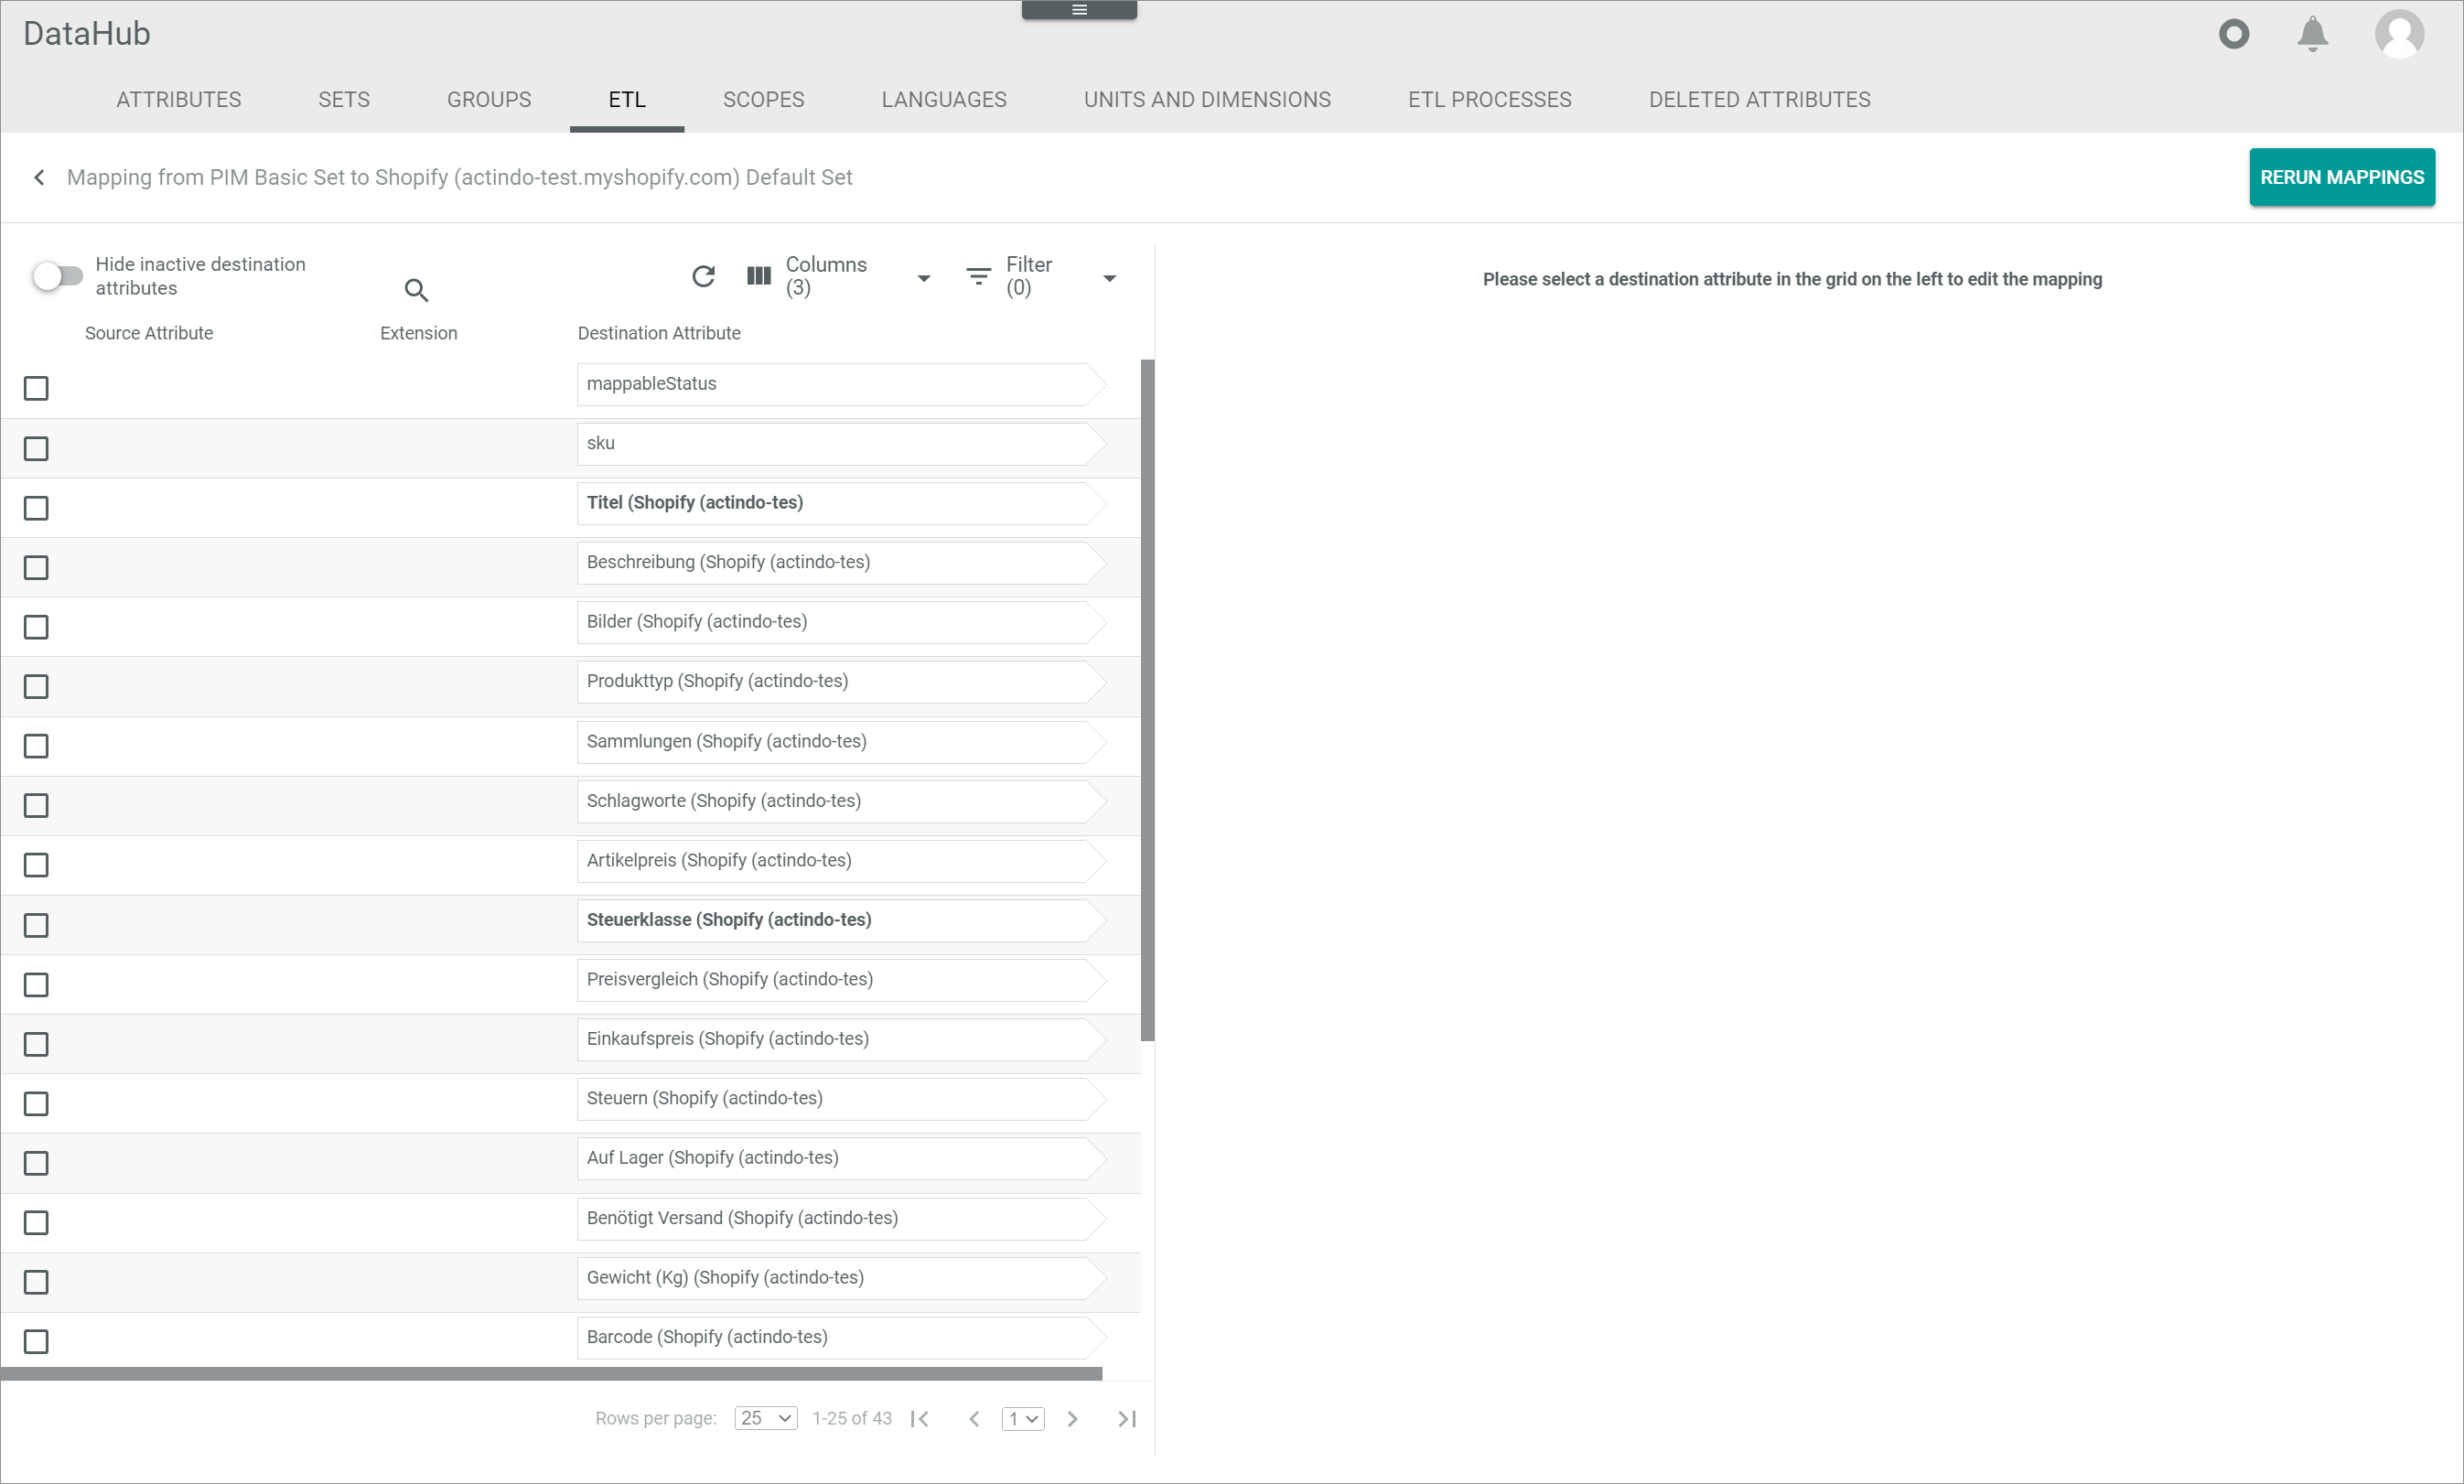 DataHub
ATTRIBUTES SETS GROUPS ETL SCOPES LANGUAGES UNITS AND DIMENSIONS ETL PROCESSES DELETED ATTRIBUTES
Mapping from PIM Basic Set to Shopify (actindo-test.myshopify.com) Default Set
RERUN MAPPINGS
Hide inactive destination
attributes
Columns
(3)
Filter
(0)
Please select a destination attribute in the grid on the left to edit the mapping
Source Attribute Extension Destination Attribute
mappableStatus
sku
Titel (Shopify (actindo-tes)
Beschreibung (Shopify (actindo-tes)
Bilder (Shopify (actindo-tes)
Produkttyp (Shopify (actindo-tes)
Sammlungen (Shopify (actindo-tes)
Schlagworte (Shopify (actindo-tes)
Artikelpreis (Shopify (actindo-tes)
Steuerklasse (Shopify (actindo-tes)
Preisvergleich (Shopify (actindo-tes)
Einkaufspreis (Shopify (actindo-tes)
Steuern (Shopify (actindo-tes)
Auf Lager (Shopify (actindo-tes)
Benötigt Versand (Shopify (actindo-tes)
Gewicht (Kg) (Shopify (actindo-tes)
Barcode (Shopify (actindo-tes)
Rows per page: 25 1-25 of 43 1